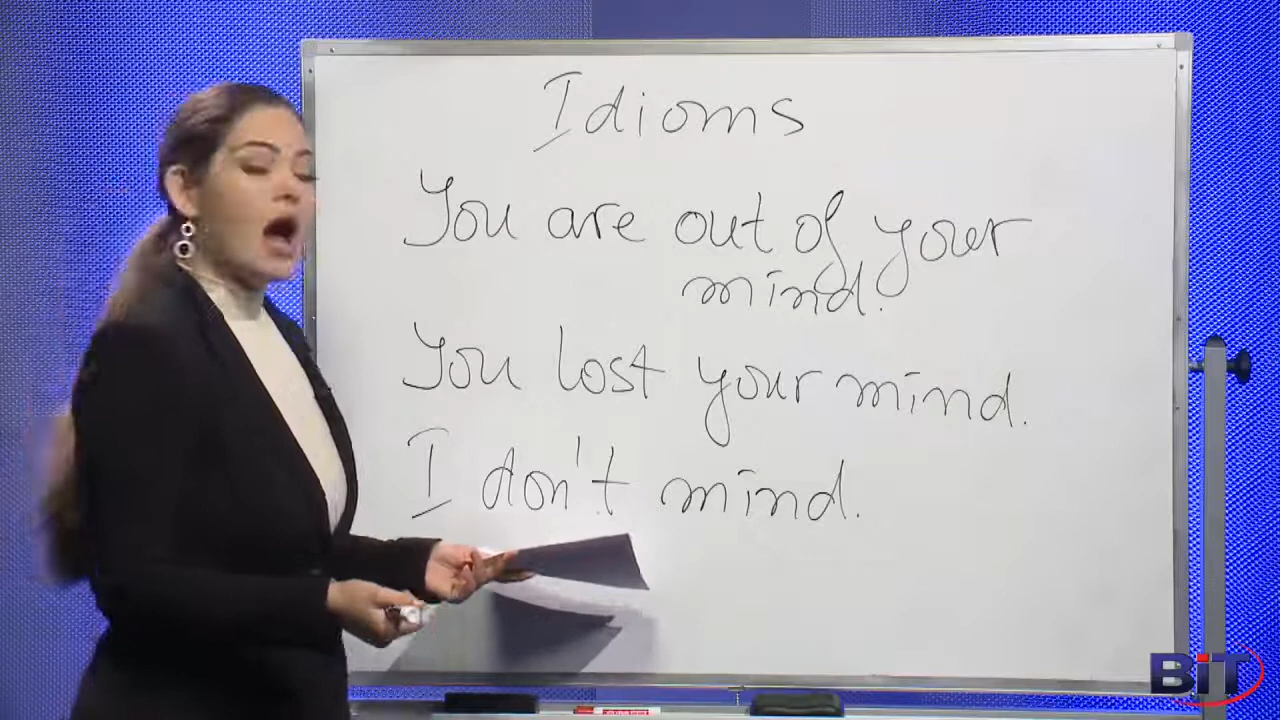 Idioms
You are out of your
mind.
You lost your mind.
I don't mind.
BiT